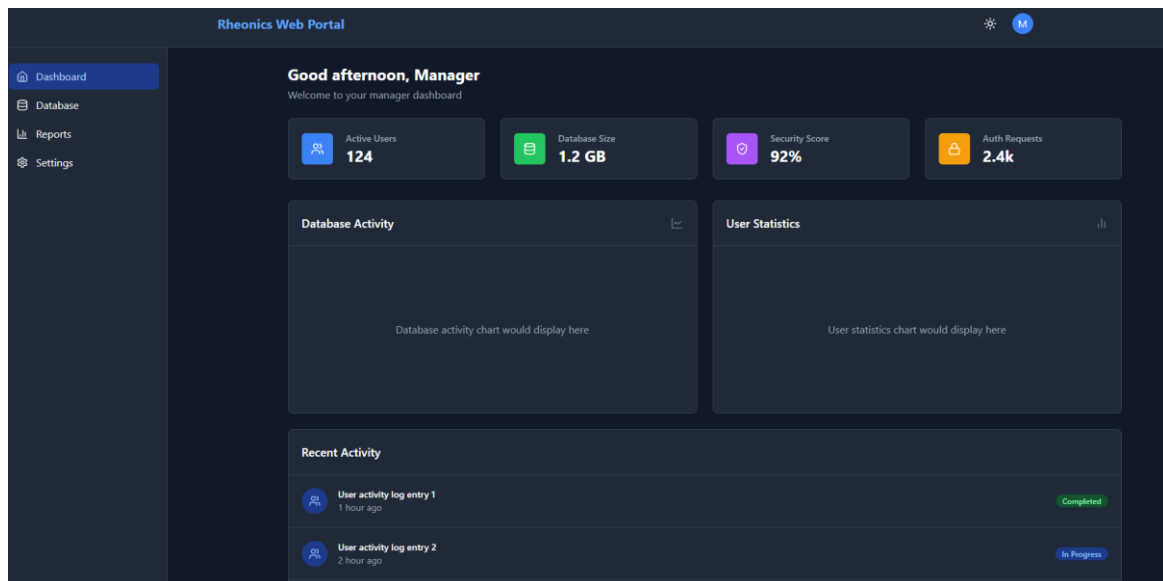 Rheonics Web Portal
M
Dashboard
Database
Reports
Settings
Good afternoon, Manager
Welcome to your manager dashboard
Active Users
124
Database Size
1.2 GB
Security Score
92%
Auth Requests
2.4k
Database Activity
Database activity chart would display here
User Statistics
User statistics chart would display here
Recent Activity
User activity log entry 1
1 hour ago
Completed
User activity log entry 2
2 hour ago
In Progress